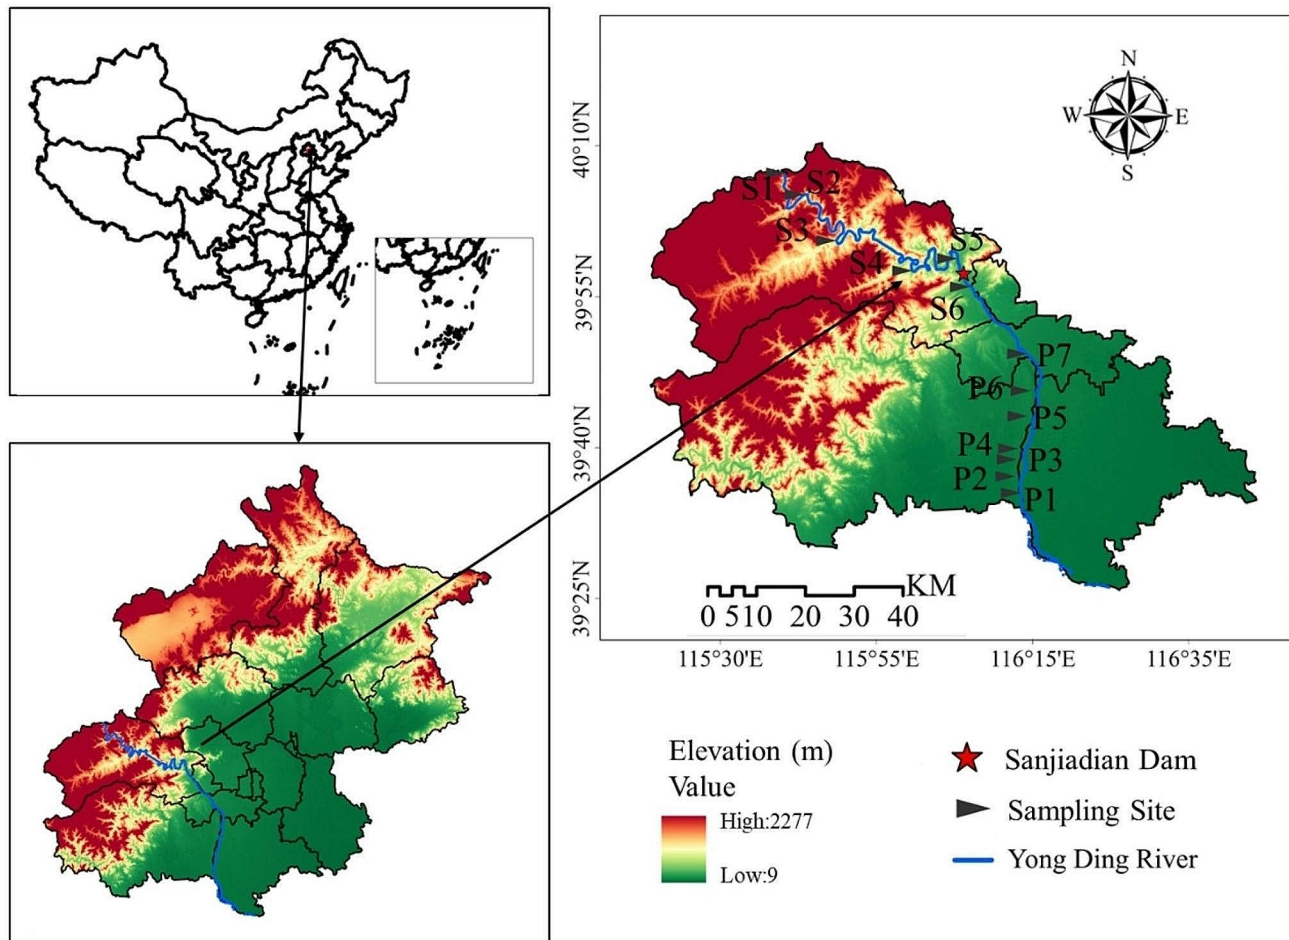 N
W
E
S
40°10'N
39°55'N
39°40'N
39°25'N
S1
S2
S3
S4
S5
S6
P7
P6
P5
P4
P3
P2
P1
KM
0 510 20 30 40
115°30'E 115°55'E 116°15'E 116°35'E
Elevation (m)
Value
High:2277
Low:9
Sanjiadian Dam
Sampling Site
Yong Ding River